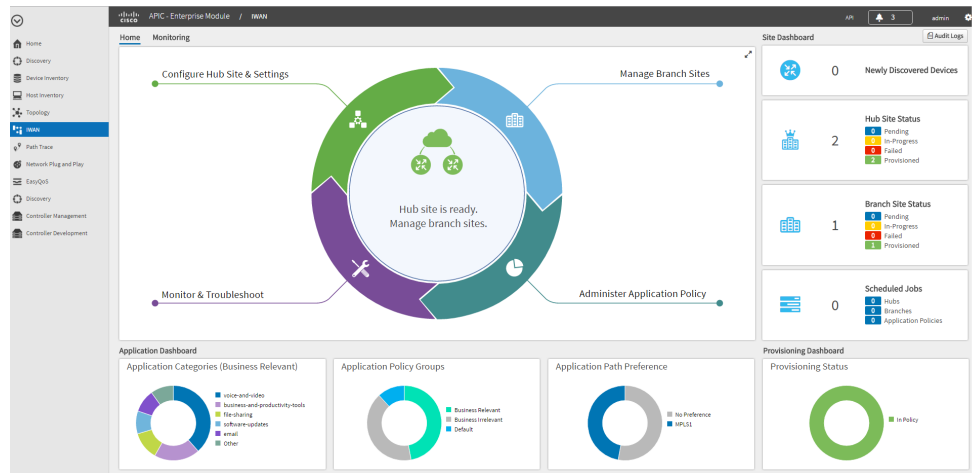 cisco
APIC - Enterprise Module / IWAN
API
3
admin
Home
Discovery
Device Inventory
Host Inventory
Topology
IWAN
Path Trace
Network Plug and Play
EasyQoS
Discovery
Controller Management
Controller Development
Home Monitoring
Configure Hub Site & Settings
Manage Branch Sites
Hub site is ready.
Manage branch sites.
Monitor & Troubleshoot
Administer Application Policy
Site Dashboard
Audit Logs
0
Newly Discovered Devices
2
Hub Site Status
0 Pending
0 In-Progress
0 Failed
2 Provisioned
1
Branch Site Status
0 Pending
0 In-Progress
0 Failed
1 Provisioned
0
Scheduled Jobs
0 Hubs
0 Branches
0 Application Policies
Application Dashboard
Application Categories (Business Relevant)
voice-and-video
business-and-productivity-tools
file-sharing
software-updates
email
Other
Application Policy Groups
Business Relevant
Business Irrelevant
Default
Application Path Preference
No Preference
MPLS1
Provisioning Dashboard
Provisioning Status
In Policy